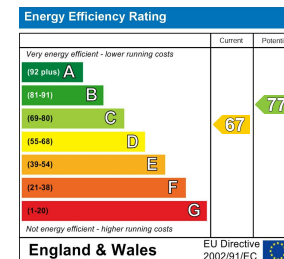 Energy Efficiency Rating
Current Potenti
Very energy efficient - lower running costs
(92 plus) A
(81-91) B
(69-80) C
(55-68) D
(39-54) E
(21-38) F
(1-20) G
67
77
Not energy efficient - higher running costs
England & Wales
EU Directive
2002/91/EC